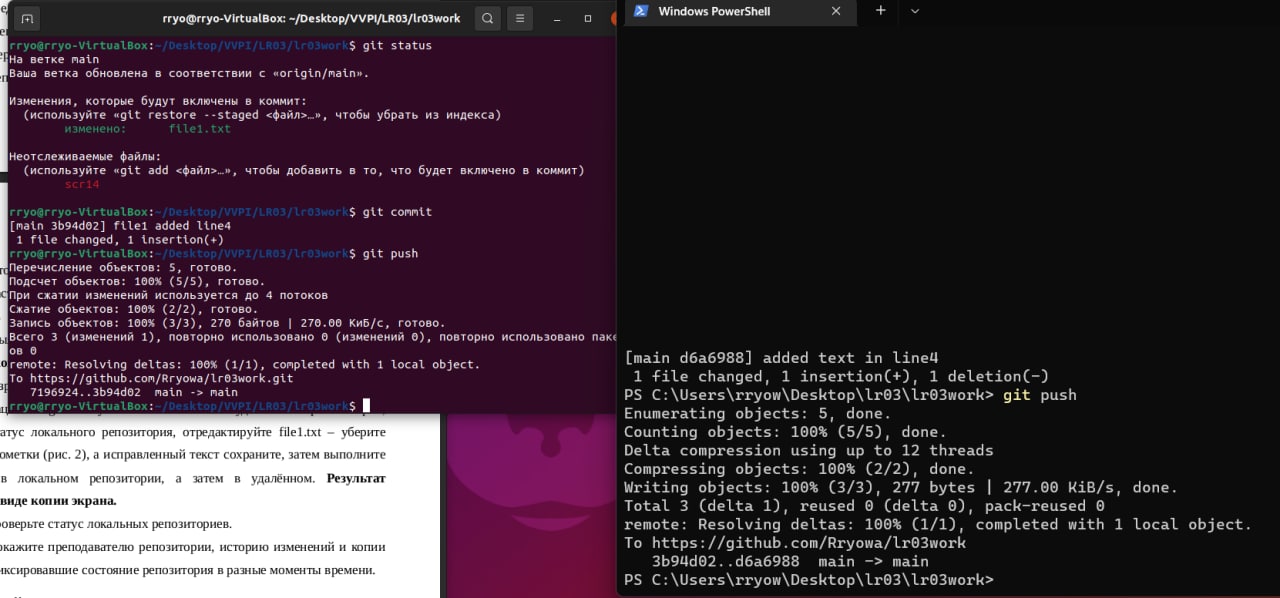 rryo@rryo-VirtualBox: ~/Desktop/VVPI/LR03/lr03work
rryo@rryo-VirtualBox:~/Desktop/VVPI/LR03/lr03work$ git status
На ветке main
Ваша ветка обновлена в соответствии с «origin/main».
Изменения, которые будут включены в коммит:
(используйте «git restore --staged <файл>…», чтобы убрать из индекса)
изменено: file1.txt
Неотслеживаемые файлы:
(используйте «git add <файл>…», чтобы добавить в то, что будет включено в коммит)
scr14
rryo@rryo-VirtualBox:~/Desktop/VVPI/LR03/lr03work$ git commit
[main 3b94d02] file1 added line4
1 file changed, 1 insertion(+)
rryo@rryo-VirtualBox:~/Desktop/VVPI/LR03/lr03work$ git push
Перечисление объектов: 5, готово.
Подсчет объектов: 100% (5/5), готово.
При сжатии изменений используется до 4 потоков
Сжатие объектов: 100% (2/2), готово.
Запись объектов: 100% (3/3), 270 байтов | 270.00 КиБ/с, готово.
Всего 3 (изменений 1), повторно использовано 0 (изменений 0), повторно использовано паке
ов 0
remote: Resolving deltas: 100% (1/1), completed with 1 local object.
To https://github.com/Rryowa/lr03work.git
7196924..3b94d02 main -> main
rryo@rryo-VirtualBox:~/Desktop/VVPI/LR03/lr03work$
атус локального репозитория, отредактируйте file1.txt – уберите
ометки (рис. 2), а исправленный текст сохраните, затем выполните
в локальном репозитории, а затем в удалённом. Результат
виде копии экрана.
роверьте статус локальных репозиториев.
окажите преподавателю репозитории, историю изменений и копии
иксировавшие состояние репозитория в разные моменты времени.
Windows PowerShell
[main d6a6988] added text in line4
1 file changed, 1 insertion(+), 1 deletion(-)
PS C:\Users\rryow\Desktop\lr03\lr03work> git push
Enumerating objects: 5, done.
Counting objects: 100% (5/5), done.
Delta compression using up to 12 threads
Compressing objects: 100% (2/2), done.
Writing objects: 100% (3/3), 277 bytes | 277.00 KiB/s, done.
Total 3 (delta 1), reused 0 (delta 0), pack-reused 0
remote: Resolving deltas: 100% (1/1), completed with 1 local object.
To https://github.com/Rryowa/lr03work
3b94d02..d6a6988 main -> main
PS C:\Users\rryow\Desktop\lr03\lr03work>